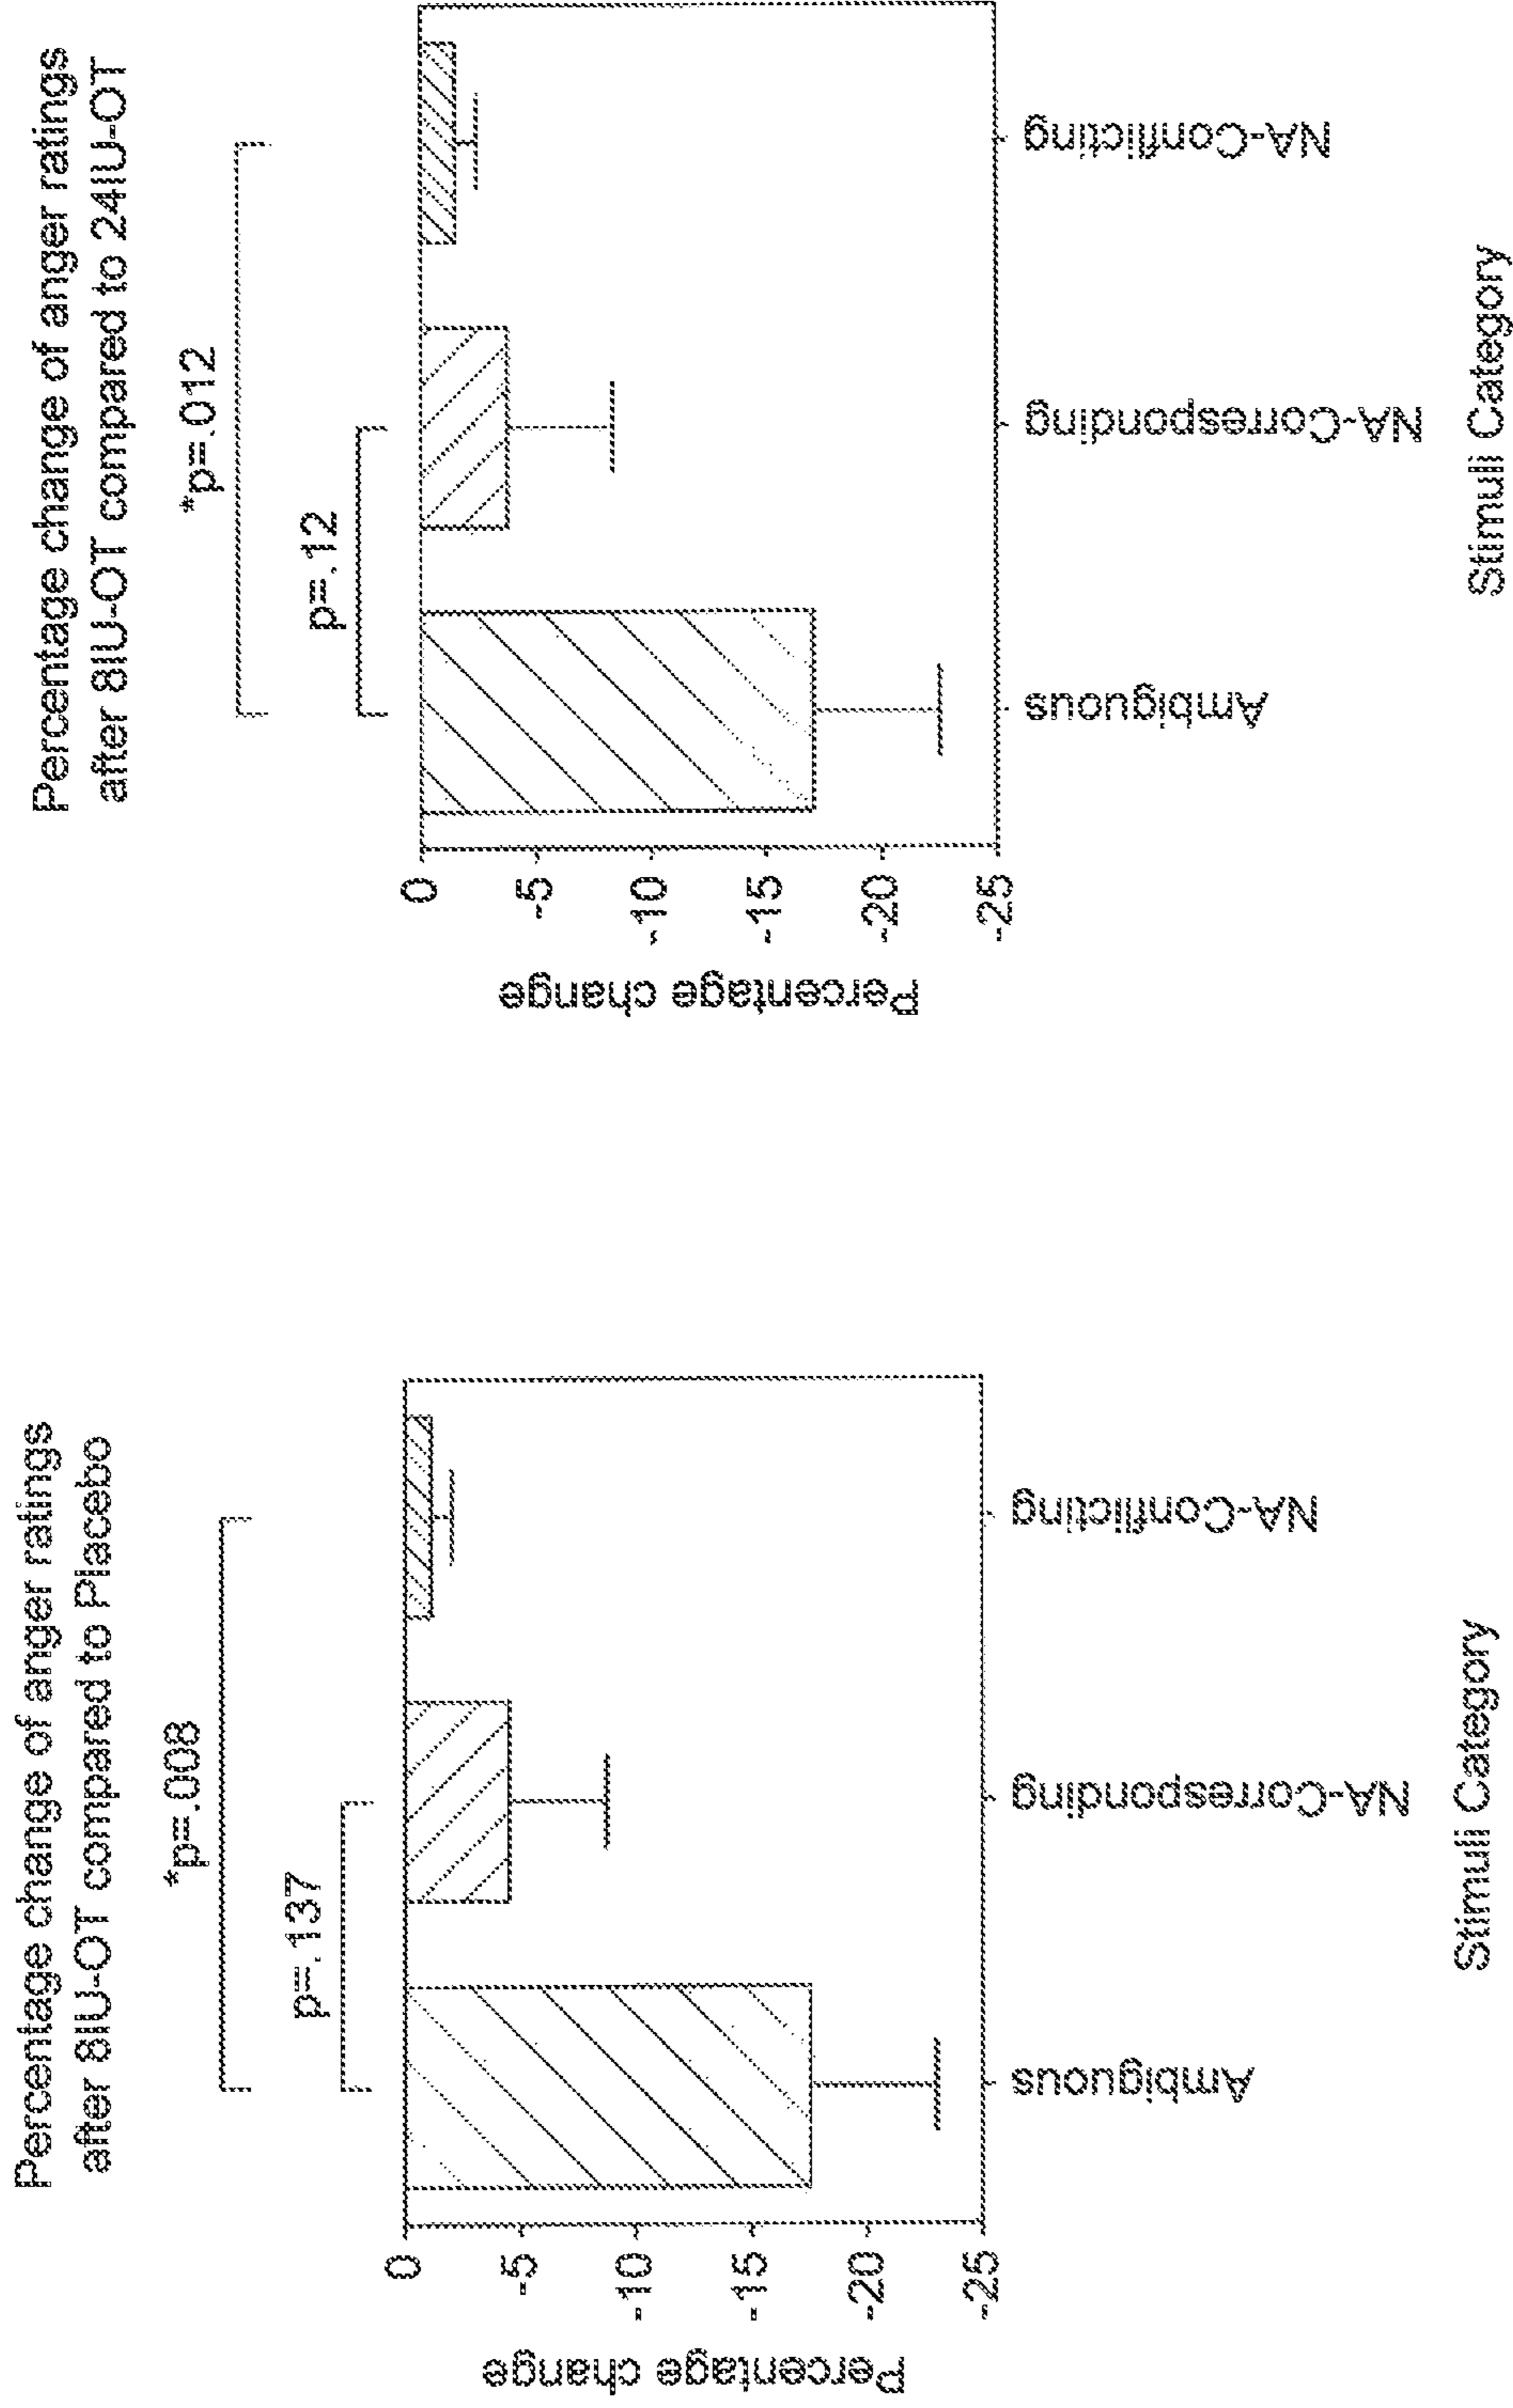 Percentage change of anger ratings
after 8IU-OT compared to Placebo
*p=.008
p=.137
0
-5
-10
-15
-20
-25
Percentage change
Ambiguous
NA-Corresponding
NA-Conflicting
Stimuli Category
Percentage change of anger ratings
after 8IU-OT compared to 24IU-OT
*p=.012
p=.12
0
-5
-10
-15
-20
-25
Percentage change
Ambiguous
NA-Corresponding
NA-Conflicting
Stimuli Category